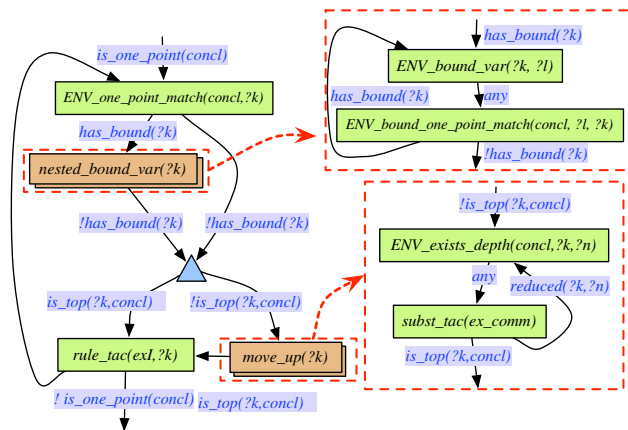 is_one_point(concl)
ENV_one_point_match(concl,?k)
has_bound(?k)
nested_bound_var(?k)
!has_bound(?k)
!has_bound(?k)
is_top(?k,concl)
!is_top(?k,concl)
rule_tac(exI,?k)
move_up(?k)
! is_one_point(concl)
is_top(?k,concl)
has_bound(?k)
ENV_bound_var(?k, ?l)
has_bound(?k)
any
ENV_bound_one_point_match(concl, ?l, ?k)
!has_bound(?k)
!is_top(?k,concl)
ENV_exists_depth(concl,?k,?n)
any
reduced(?k,?n)
subst_tac(ex_comm)
is_top(?k,concl)